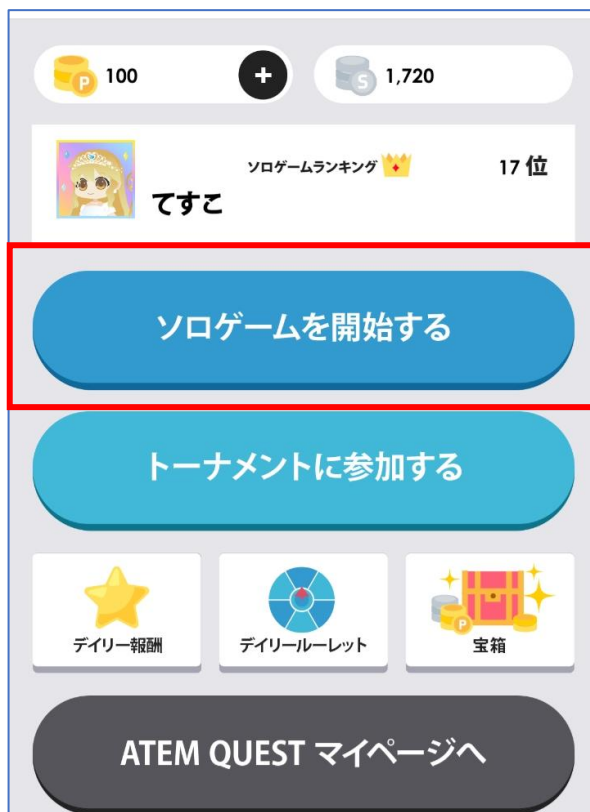 P
100
+
S
1,720
ソロゲームランキング
17 位
てすこ
ソロゲームを開始する
トーナメントに参加する
デイリー報酬
デイリールーレット
P
宝箱
ATEM QUEST マイページへ